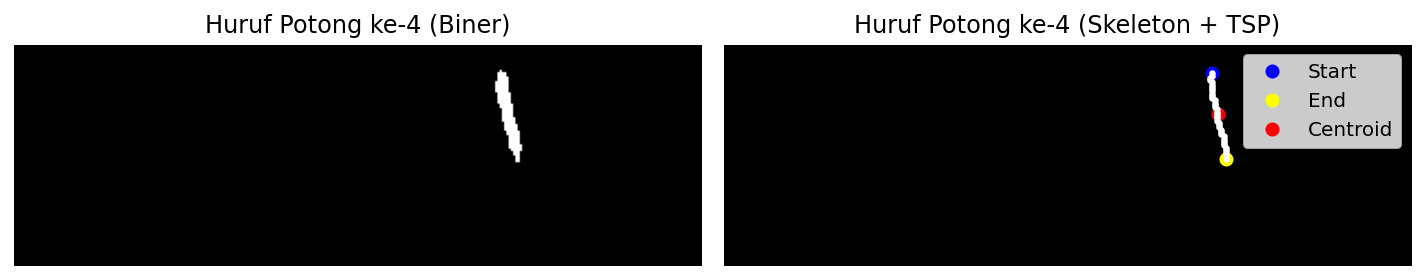 Huruf Potong ke-4 (Biner)
Huruf Potong ke-4 (Skeleton + TSP)
Start
End
Centroid